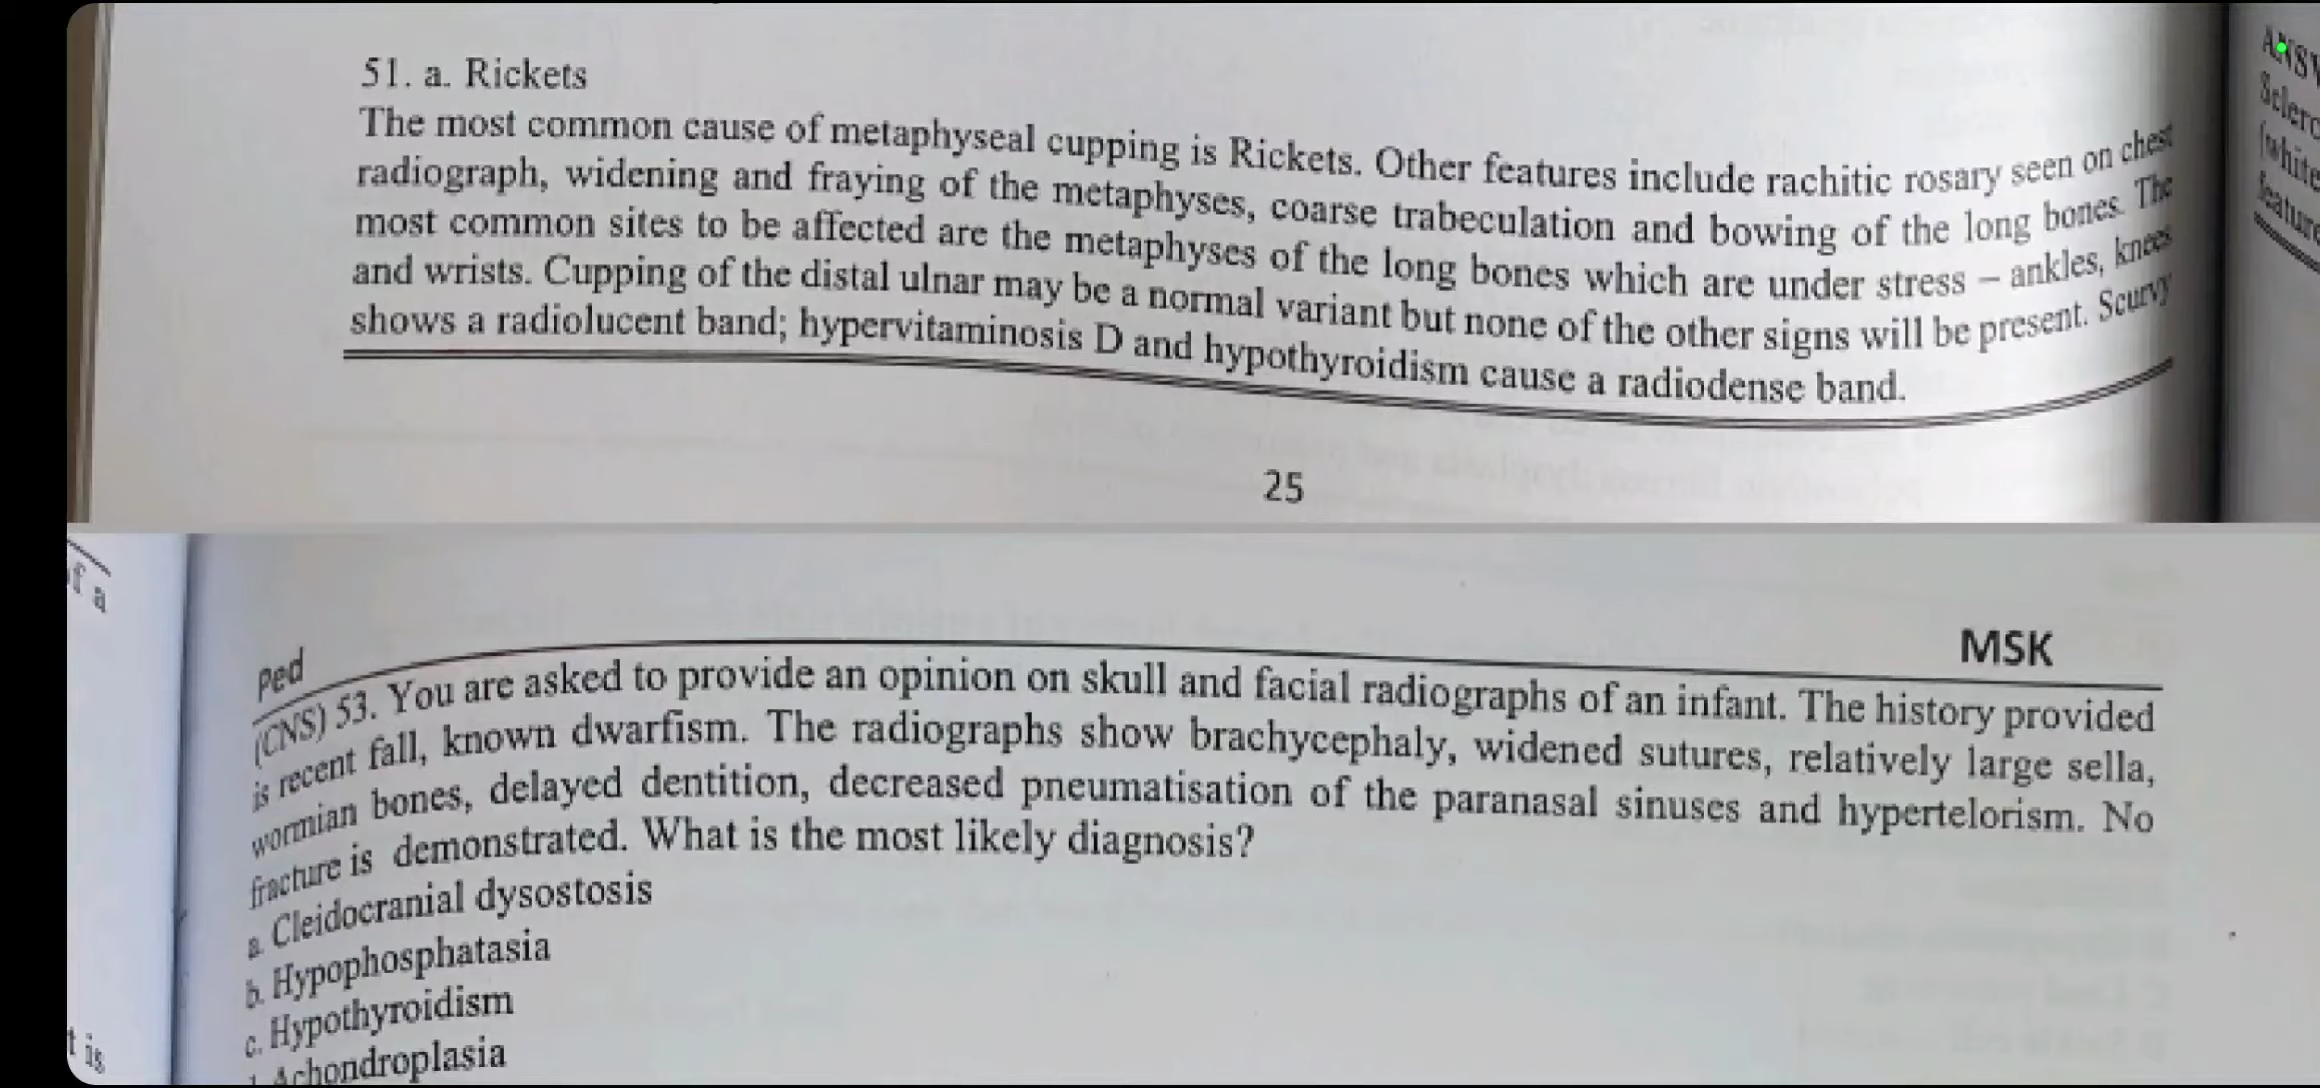 51. a. Rickets
The most common cause of metaphyseal cupping is Rickets. Other features include rachitic rosary seen on chest
radiograph, widening and fraying of the metaphyses, coarse trabeculation and bowing of the long bones. The
most common sites to be affected are the metaphyses of the long bones which are under stress – ankles, knees
and wrists. Cupping of the distal ulnar may be a normal variant but none of the other signs will be present. Scurvy
shows a radiolucent band; hypervitaminosis D and hypothyroidism cause a radiodense band.
25
f a
t is
Ped
MSK
(CNS) 53. You are asked to provide an opinion on skull and facial radiographs of an infant. The history provided
is recent fall, known dwarfism. The radiographs show brachycephaly, widened sutures, relatively large sella,
wormian bones, delayed dentition, decreased pneumatisation of the paranasal sinuses and hypertelorism. No
fracture is demonstrated. What is the most likely diagnosis?
a. Cleidocranial dysostosis
b. Hypophosphatasia
c. Hypothyroidism
Achondroplasia